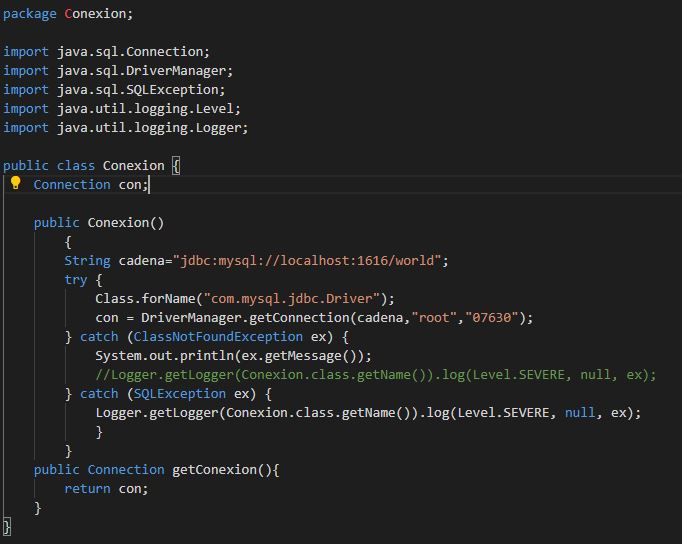 package Conexion;
import java.sql.Connection;
import java.sql.DriverManager;
import java.sql.SQLException;
import java.util.logging.Level;
import java.util.logging.Logger;
public class Conexion {
Connection con;
public Conexion()
{
String cadena="jdbc:mysql://localhost:1616/world";
try {
Class.forName("com.mysql.jdbc.Driver");
con = DriverManager.getConnection(cadena,"root","07630");
} catch (ClassNotFoundException ex) {
System.out.println(ex.getMessage());
//Logger.getLogger(Conexion.class.getName()).log(Level.SEVERE, null, ex);
} catch (SQLException ex) {
Logger.getLogger(Conexion.class.getName()).log(Level.SEVERE, null, ex);
}
}
public Connection getConexion(){
return con;
}
}